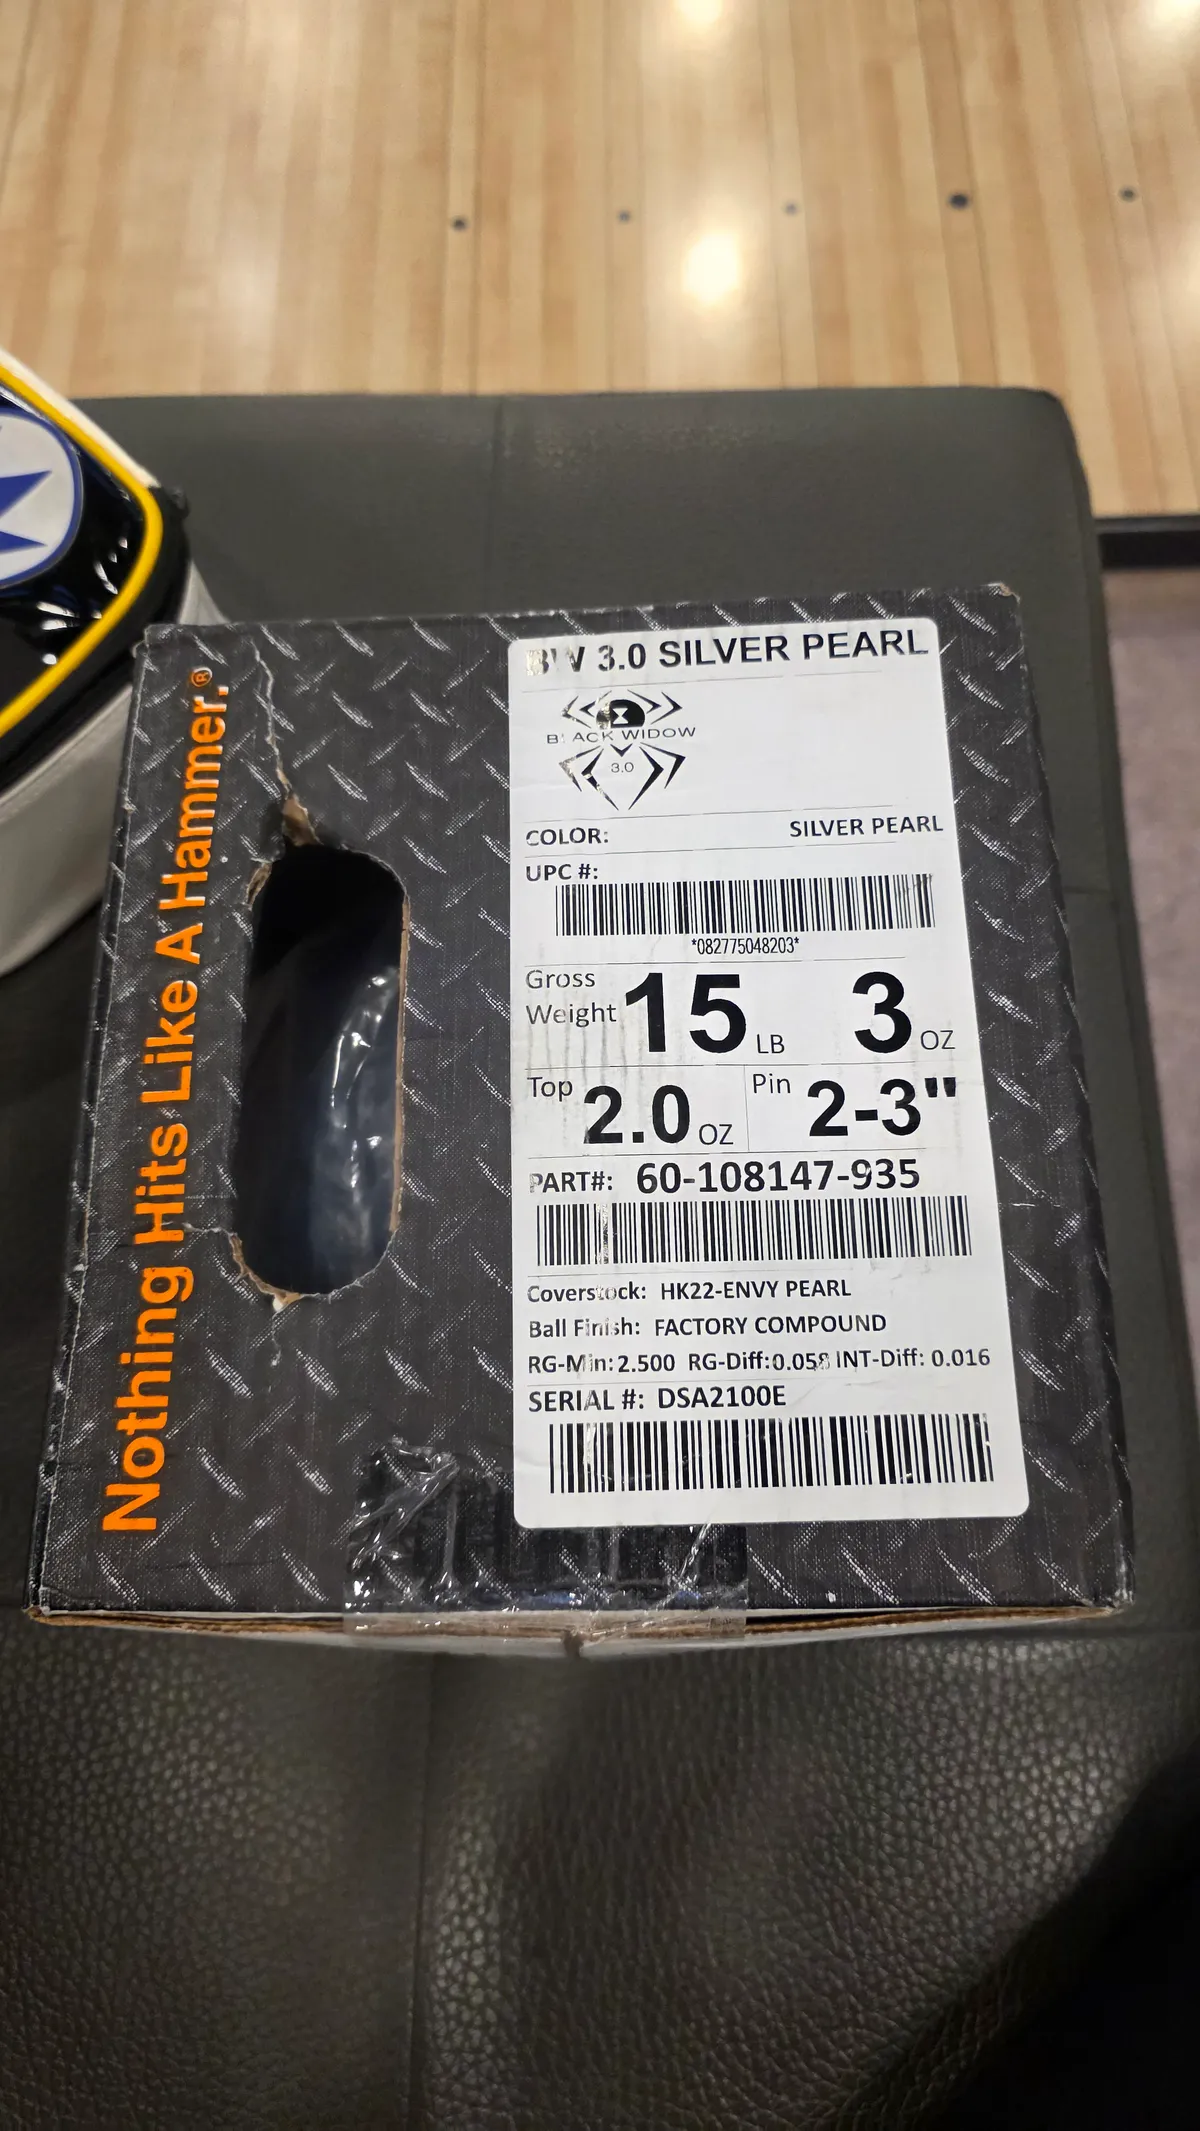 Nothing Hits Like A Hammer.®
BW 3.0 SILVER PEARL
BLACK WIDOW
3.0
COLOR: SILVER PEARL
UPC #:
*082775048203*
Gross Weight 15 LB 3 OZ
Top 2.0 OZ Pin 2-3"
PART#: 60-108147-935
Coverstock: HK22-ENVY PEARL
Ball Finish: FACTORY COMPOUND
RG-Min: 2.500 RG-Diff: 0.058 INT-Diff: 0.016
SERIAL #: DSA2100E